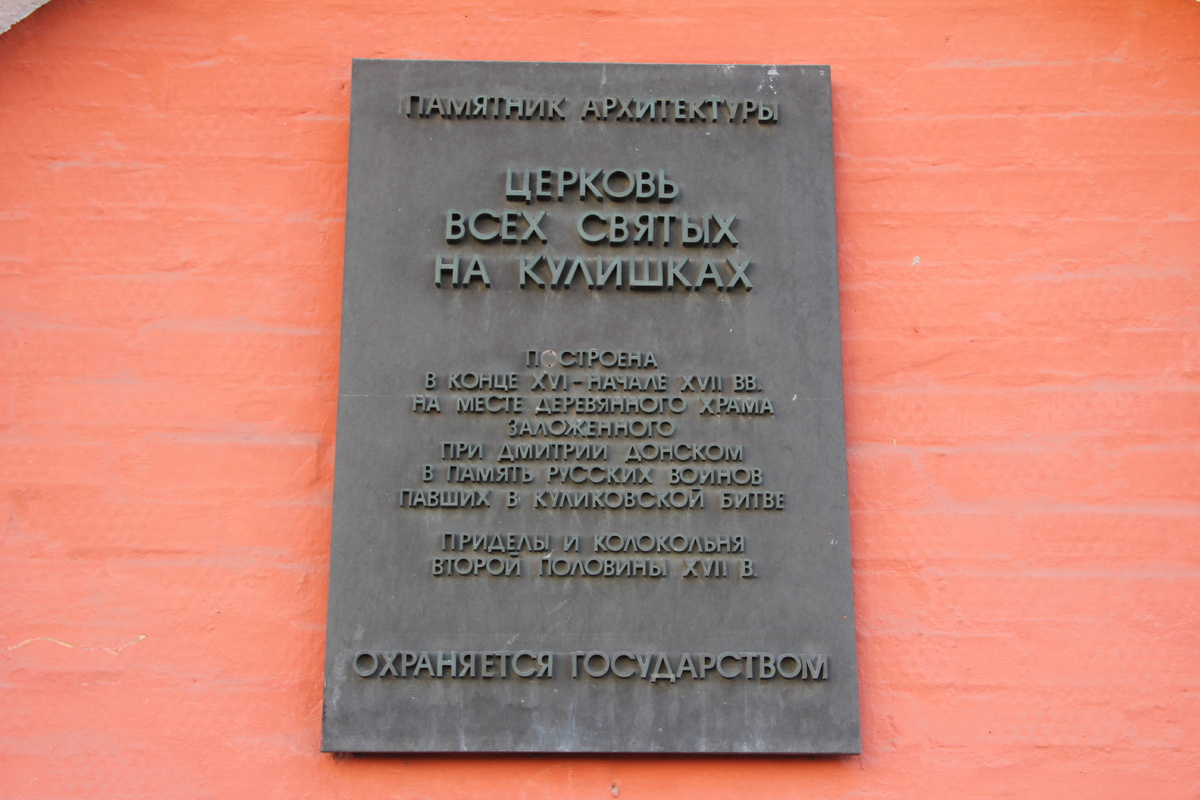 ПАМЯТНИК АРХИТЕКТУРЫ
ЦЕРКОВЬ
ВСЕХ СВЯТЫХ
НА КУЛИШКАХ
ПОСТРОЕНА
В КОНЦЕ XVI – НАЧАЛЕ XVII ВВ.
НА МЕСТЕ ДЕРЕВЯННОГО ХРАМА
ЗАЛОЖЕННОГО
ПРИ ДМИТРИИ ДОНСКОМ
В ПАМЯТЬ РУССКИХ ВОИНОВ
ПАВШИХ В КУЛИКОВСКОЙ БИТВЕ
ПРИДЕЛЫ И КОЛОКОЛЬНЯ
ВТОРОЙ ПОЛОВИНЫ XVII В.
ОХРАНЯЕТСЯ ГОСУДАРСТВОМ